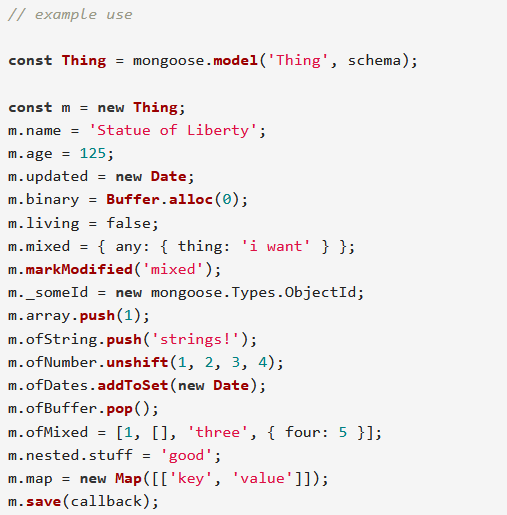 // example use
const Thing = mongoose.model('Thing', schema);
const m = new Thing;
m.name = 'Statue of Liberty';
m.age = 125;
m.updated = new Date;
m.binary = Buffer.alloc(0);
m.living = false;
m.mixed = { any: { thing: 'i want' } };
m.markModified('mixed');
m._someId = new mongoose.Types.ObjectId;
m.array.push(1);
m.ofString.push('strings!');
m.ofNumber.unshift(1, 2, 3, 4);
m.ofDates.addToSet(new Date);
m.ofBuffer.pop();
m.ofMixed = [1, [], 'three', { four: 5 }];
m.nested.stuff = 'good';
m.map = new Map([['key', 'value']]);
m.save(callback);